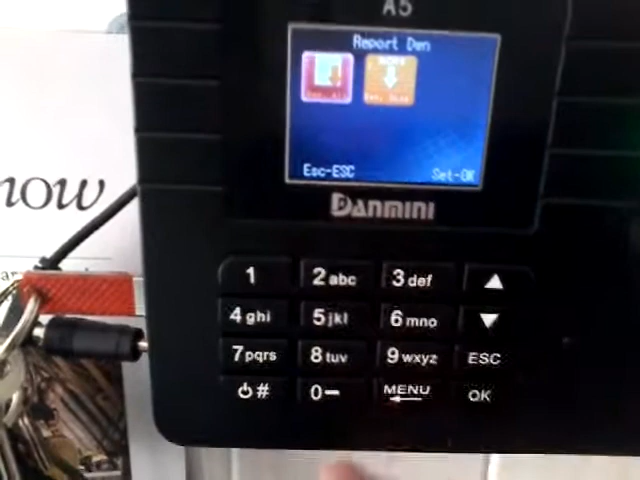 A5
Report Den
Esc-ESC
Set-OK
DANMINI
now
1
2 abc
3 def
4 ghi
5 jkl
6 mno
7 pqrs
8 tuv
9 wxyz
ESC
#
0
MENU
OK